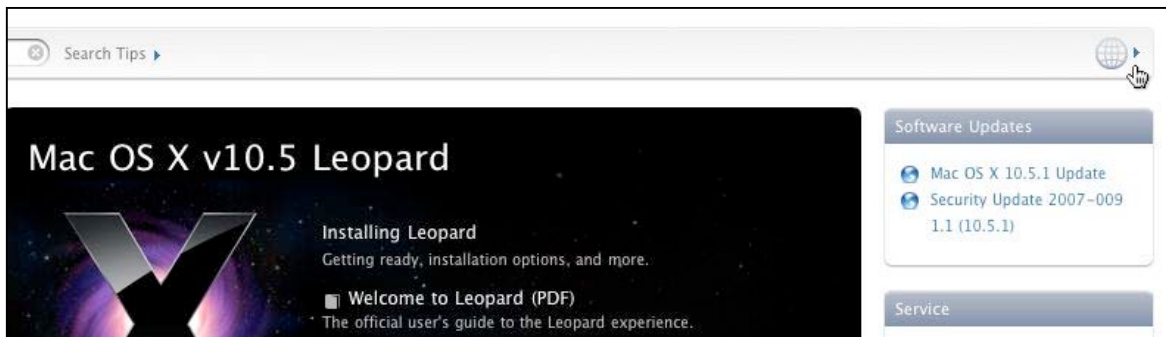 Search Tips
Mac OS X v10.5 Leopard
Installing Leopard
Getting ready, installation options, and more.
Welcome to Leopard (PDF)
The official user's guide to the Leopard experience.
Software Updates
Mac OS X 10.5.1 Update
Security Update 2007-009
1.1 (10.5.1)
Service